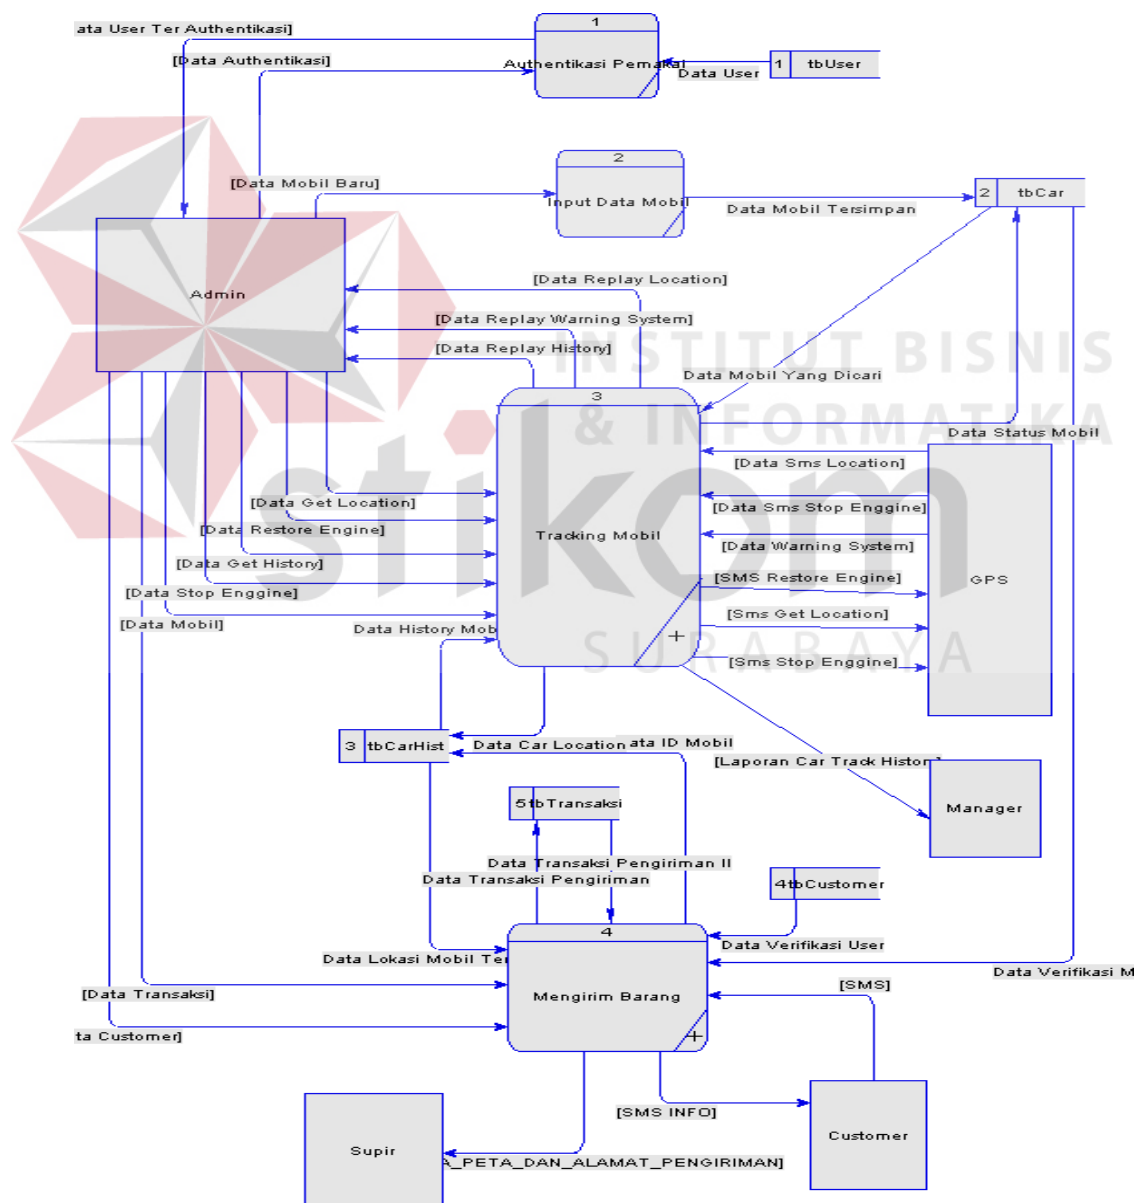 1
ata User Ter Authentikasi]
[Data Authentikasi]
Authentikasi Pemakai
Data User
1 tbUser
2
[Data Mobil Baru]
Input Data Mobil
Data Mobil Tersimpan
2 tbCar
Admin
[Data Replay Location]
[Data Replay Warning System]
[Data Replay History]
INSTITUT BISNIS
& INFORMATIKA
stikom
SURABAYA
Data Mobil Yang Dicari
3
Data Status Mobil
[Data Sms Location]
[Data Get Location]
[Data Sms Stop Enggine]
[Data Restore Engine]
Tracking Mobil
[Data Warning System]
[Data Get History]
[SMS Restore Engine]
GPS
[Data Stop Enggine]
[Sms Get Location]
[Data Mobil]
Data History Mob
+
[Sms Stop Enggine]
3 tbCarHist
Data Car Location
ata ID Mobil
[Laporan Car Track History]
Manager
5 tbTransaksi
Data Transaksi Pengiriman II
Data Transaksi Pengiriman
4 tbCustomer
4
Data Verifikasi User
Data Lokasi Mobil Ter
Data Verifikasi M
[Data Transaksi]
Mengirim Barang
[SMS]
ta Customer]
+
[SMS INFO]
Customer
Supir
A_PETA_DAN_ALAMAT_PENGIRIMAN]